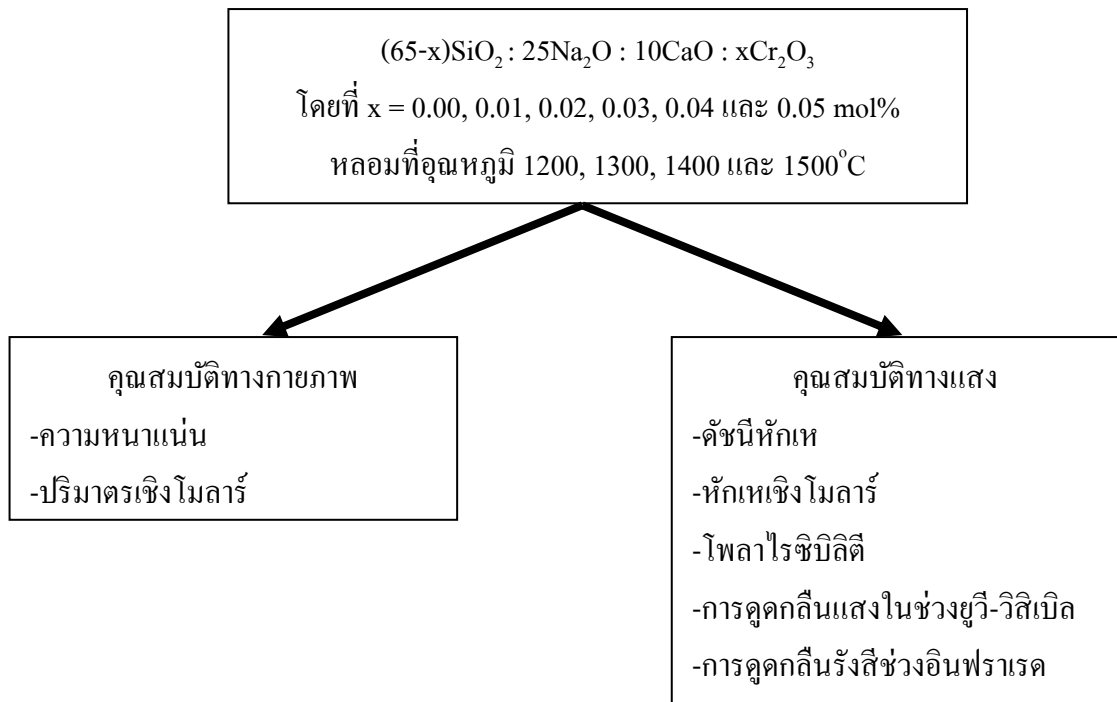 (65-x)SiO₂ : 25Na₂O : 10CaO : xCr₂O₃
โดยที่ x = 0.00, 0.01, 0.02, 0.03, 0.04 และ 0.05 mol%
หลอมที่อุณหภูมิ 1200, 1300, 1400 และ 1500°C
คุณสมบัติทางกายภาพ
-ความหนาแน่น
-ปริมาตรเชิงโมลาร์
คุณสมบัติทางแสง
-ดัชนีหักเห
-หักเหเชิงโมลาร์
-โพลาไรซิบิลิตี
-การดูดกลืนแสงในช่วงยูวี-วิสิเบิล
-การดูดกลืนรังสีช่วงอินฟราเรด